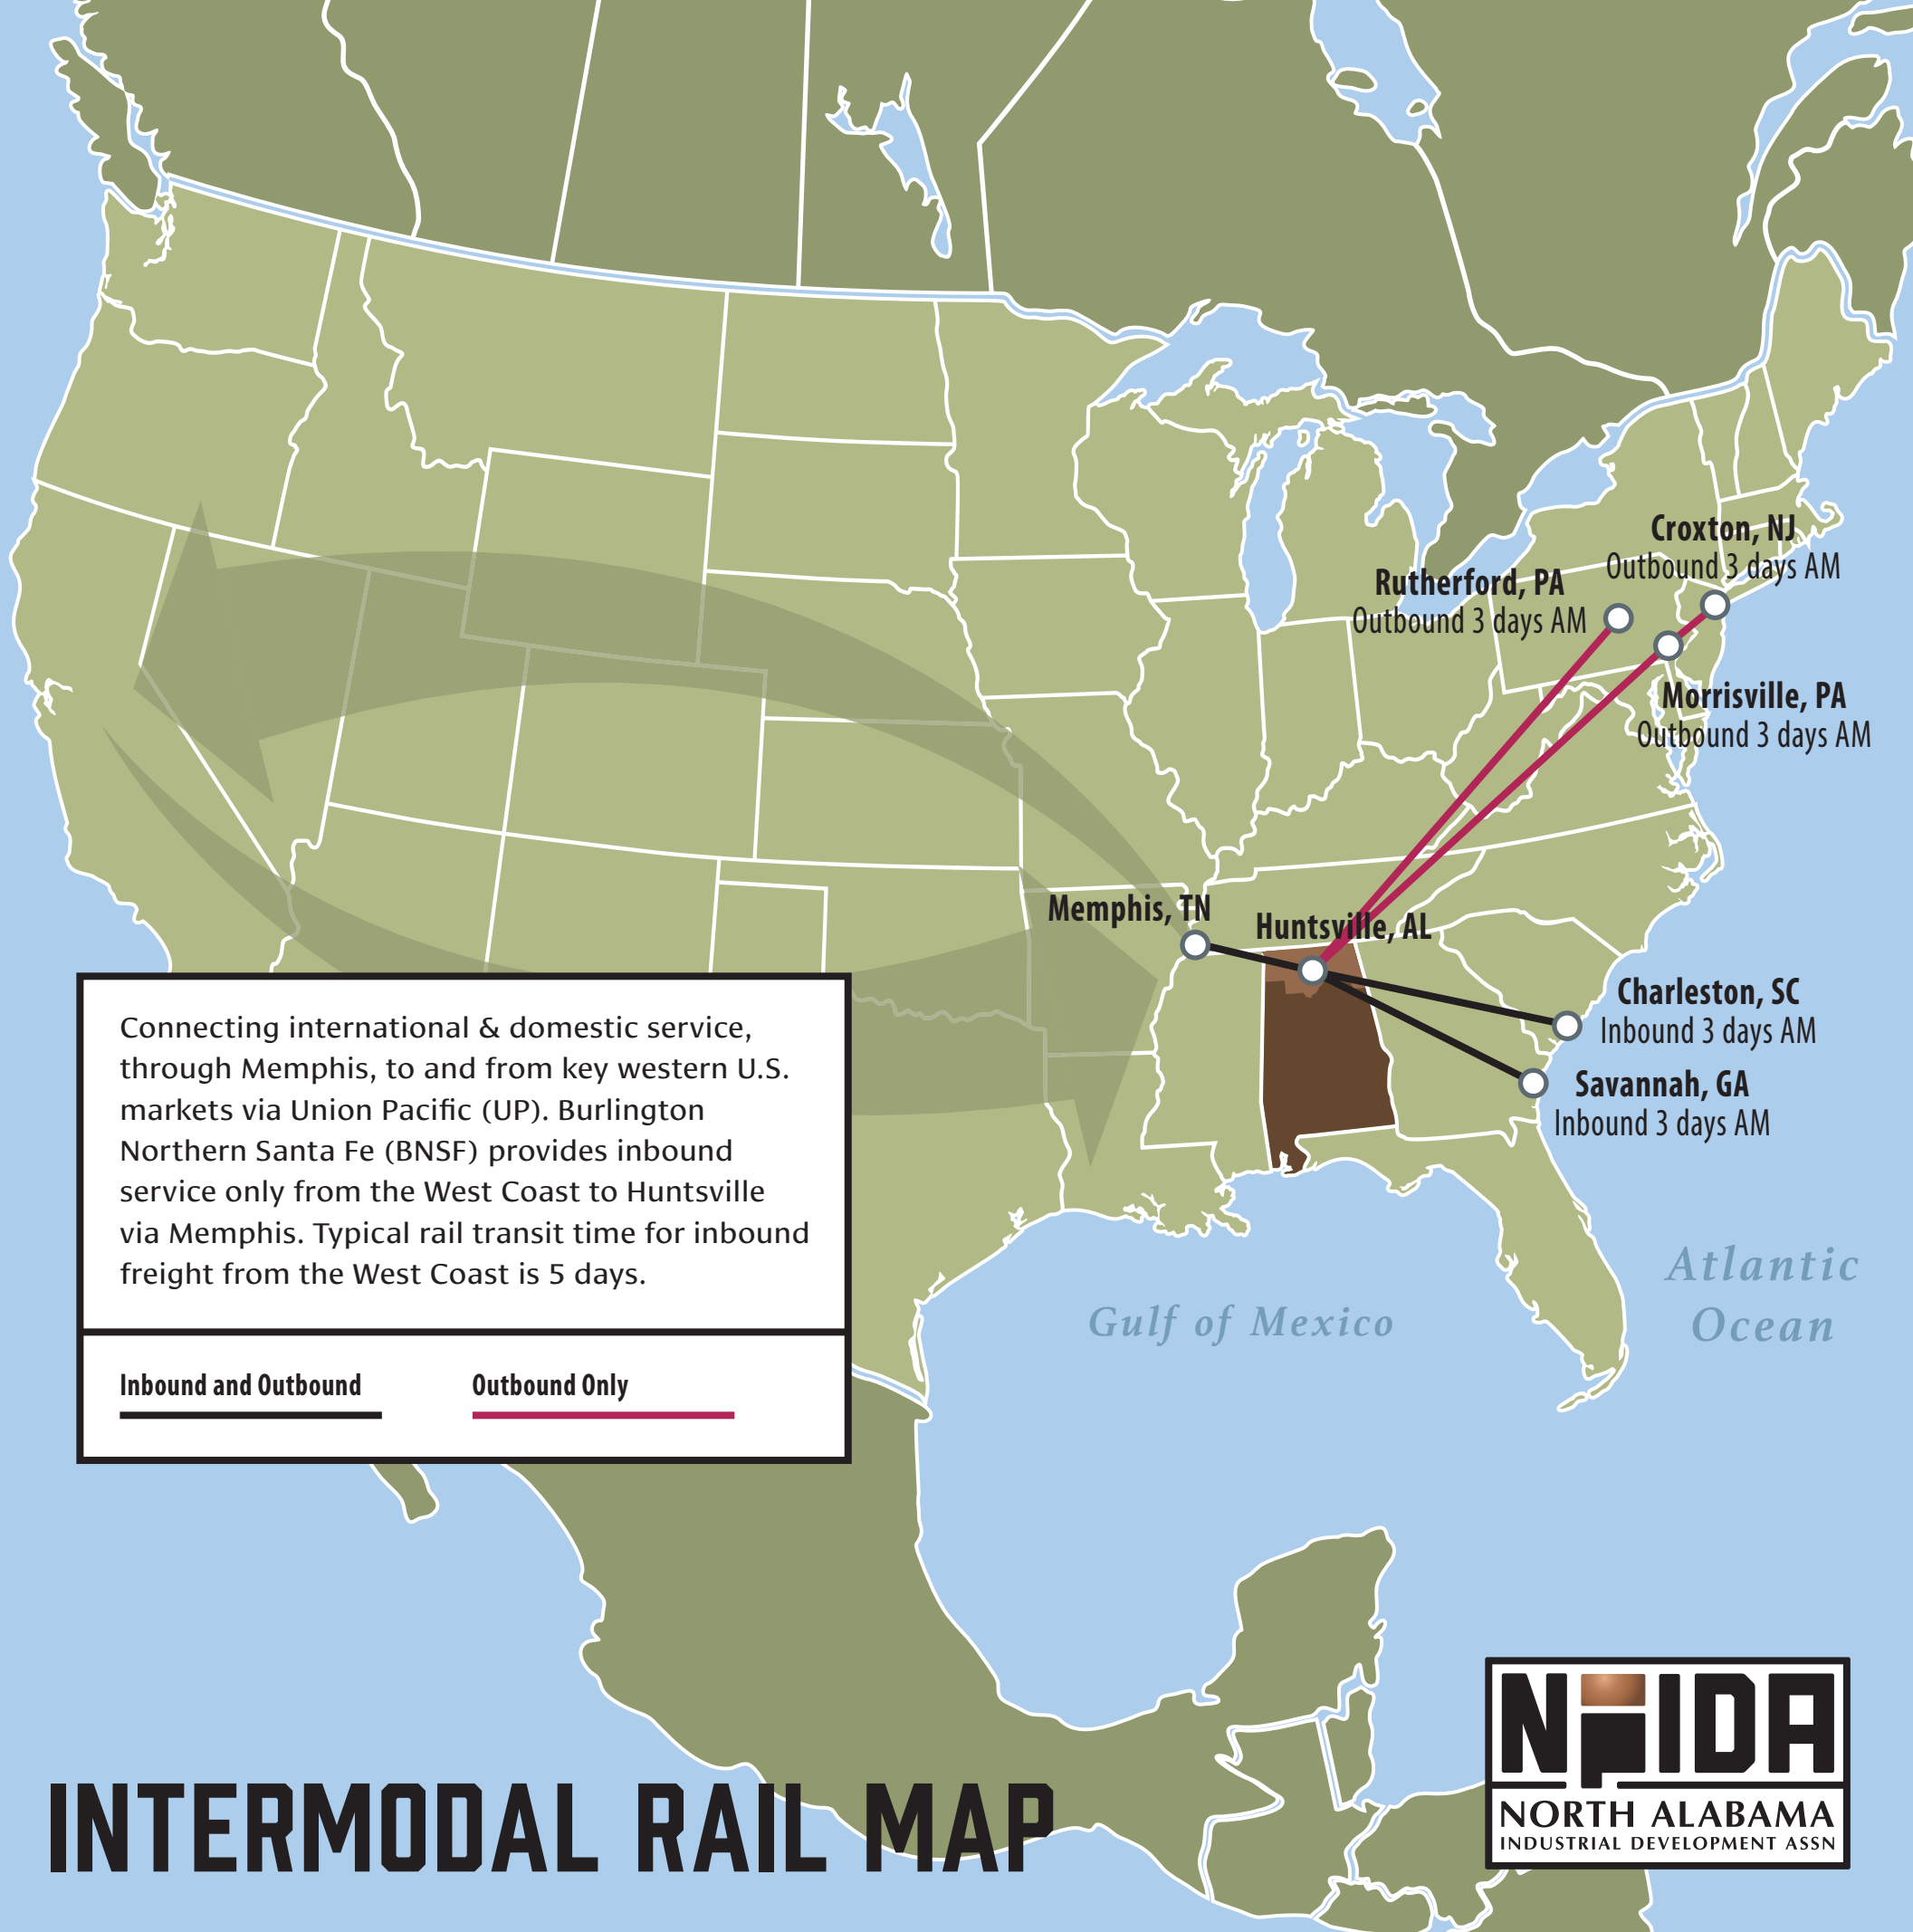 Croxton, NJ
Outbound 3 days AM
Rutherford, PA
Outbound 3 days AM
Morrisville, PA
Outbound 3 days AM
Memphis, TN
Huntsville, AL
Charleston, SC
Inbound 3 days AM
Savannah, GA
Inbound 3 days AM
Connecting international & domestic service,
through Memphis, to and from key western U.S.
markets via Union Pacific (UP). Burlington
Northern Santa Fe (BNSF) provides inbound
service only from the West Coast to Huntsville
via Memphis. Typical rail transit time for inbound
freight from the West Coast is 5 days.
Inbound and Outbound
Outbound Only
Gulf of Mexico
Atlantic
Ocean
INTERMODAL RAIL MAP
NAIDA
NORTH ALABAMA
INDUSTRIAL DEVELOPMENT ASSN